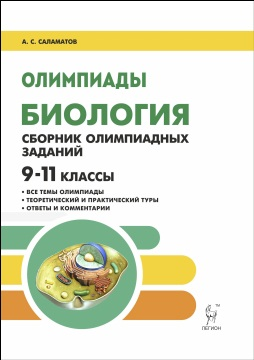 А. С. САЛАМАТОВ
ОЛИМПИАДЫ
БИОЛОГИЯ
СБОРНИК ОЛИМПИАДНЫХ
ЗАДАНИЙ
9-11 КЛАССЫ
• ВСЕ ТЕМЫ ОЛИМПИАДЫ
• ТЕОРЕТИЧЕСКИЙ И ПРАКТИЧЕСКИЙ ТУРЫ
• ОТВЕТЫ И КОММЕНТАРИИ
ЛЕГИОН